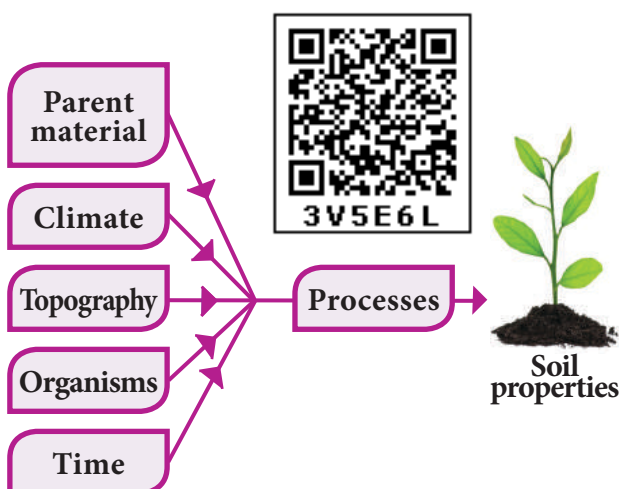 Parent
material
Climate
Topography
Organisms
Time
3V5E6L
Processes
Soil
properties